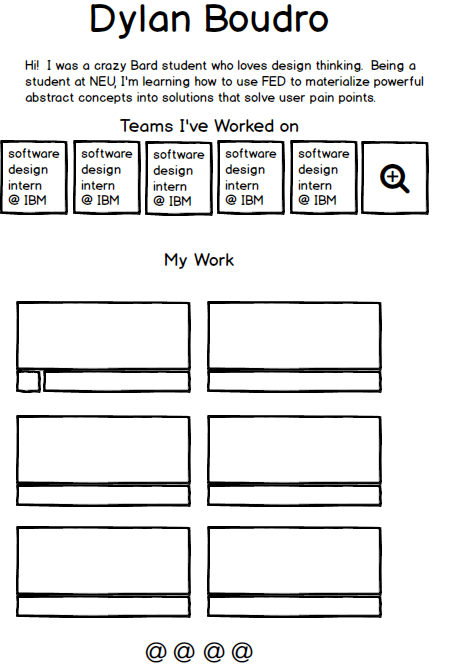 Dylan Boudro
Hi! I was a crazy Bard student who loves design thinking. Being a
student at NEU, I'm learning how to use FED to materialize powerful
abstract concepts into solutions that solve user pain points.
Teams I've Worked on
software
design
intern
@ IBM
software
design
intern
@ IBM
software
design
intern
@ IBM
software
design
intern
@ IBM
software
design
intern
@ IBM
My Work
@ @ @ @